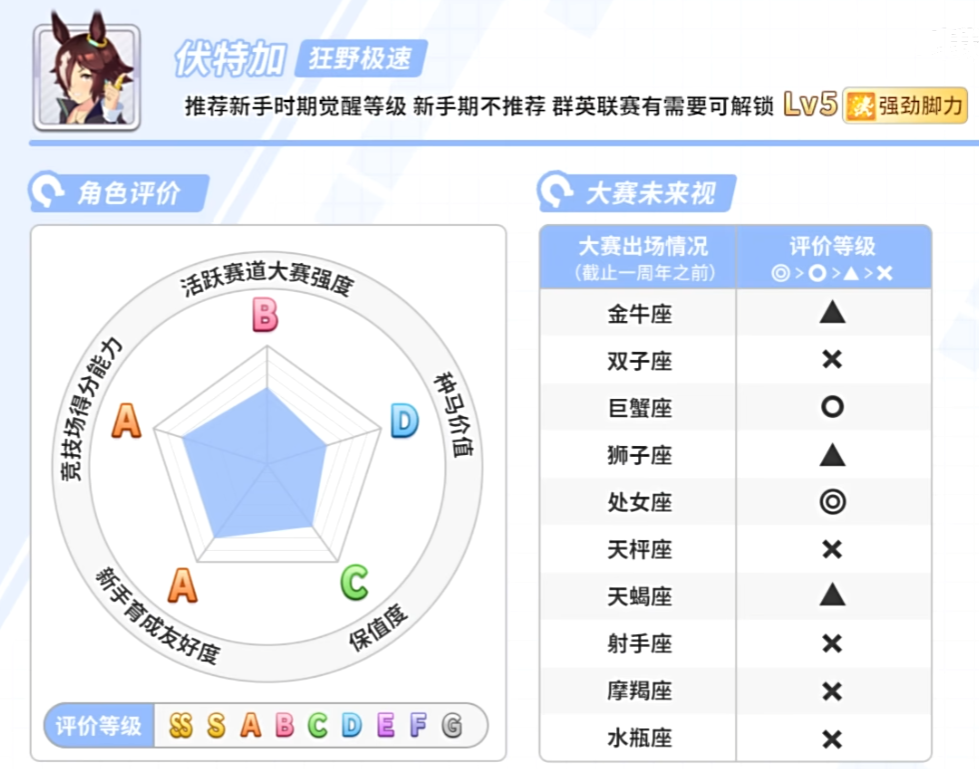 伏特加 狂野极速
推荐新手时期觉醒等级 新手期不推荐 群英联赛有需要可解锁 Lv5 强劲脚力
角色评价
活跃赛道大赛强度
B
种马价值
D
保值度
C
新手育成友好度
A
竞技场得分能力
A
评价等级 SS S A B C D E F G
大赛未来视
大赛出场情况 评价等级
(截止一周年之前) ◎>○>▲>×
金牛座 ▲
双子座 ×
巨蟹座 ○
狮子座 ▲
处女座 ◎
天秤座 ×
天蝎座 ▲
射手座 ×
摩羯座 ×
水瓶座 ×